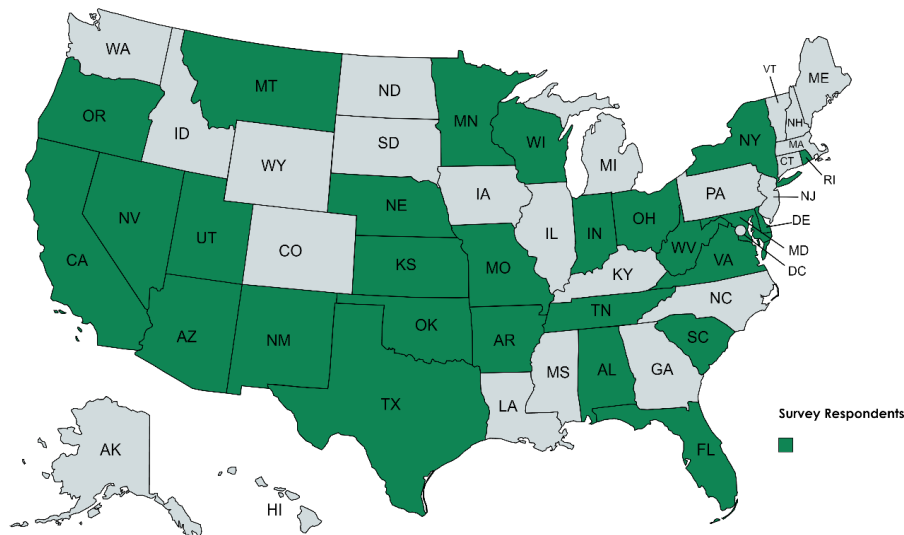 WA
MT
ND
MN
VT
ME
OR
ID
SD
WI
NY
NH
MA
CT
RI
WY
MI
IA
PA
NJ
NE
NV
UT
CO
IL
IN
OH
DE
MD
DC
CA
KS
MO
WV
VA
KY
NC
TN
AZ
NM
OK
AR
SC
MS
AL
GA
TX
LA
Survey Respondents
FL
AK
HI